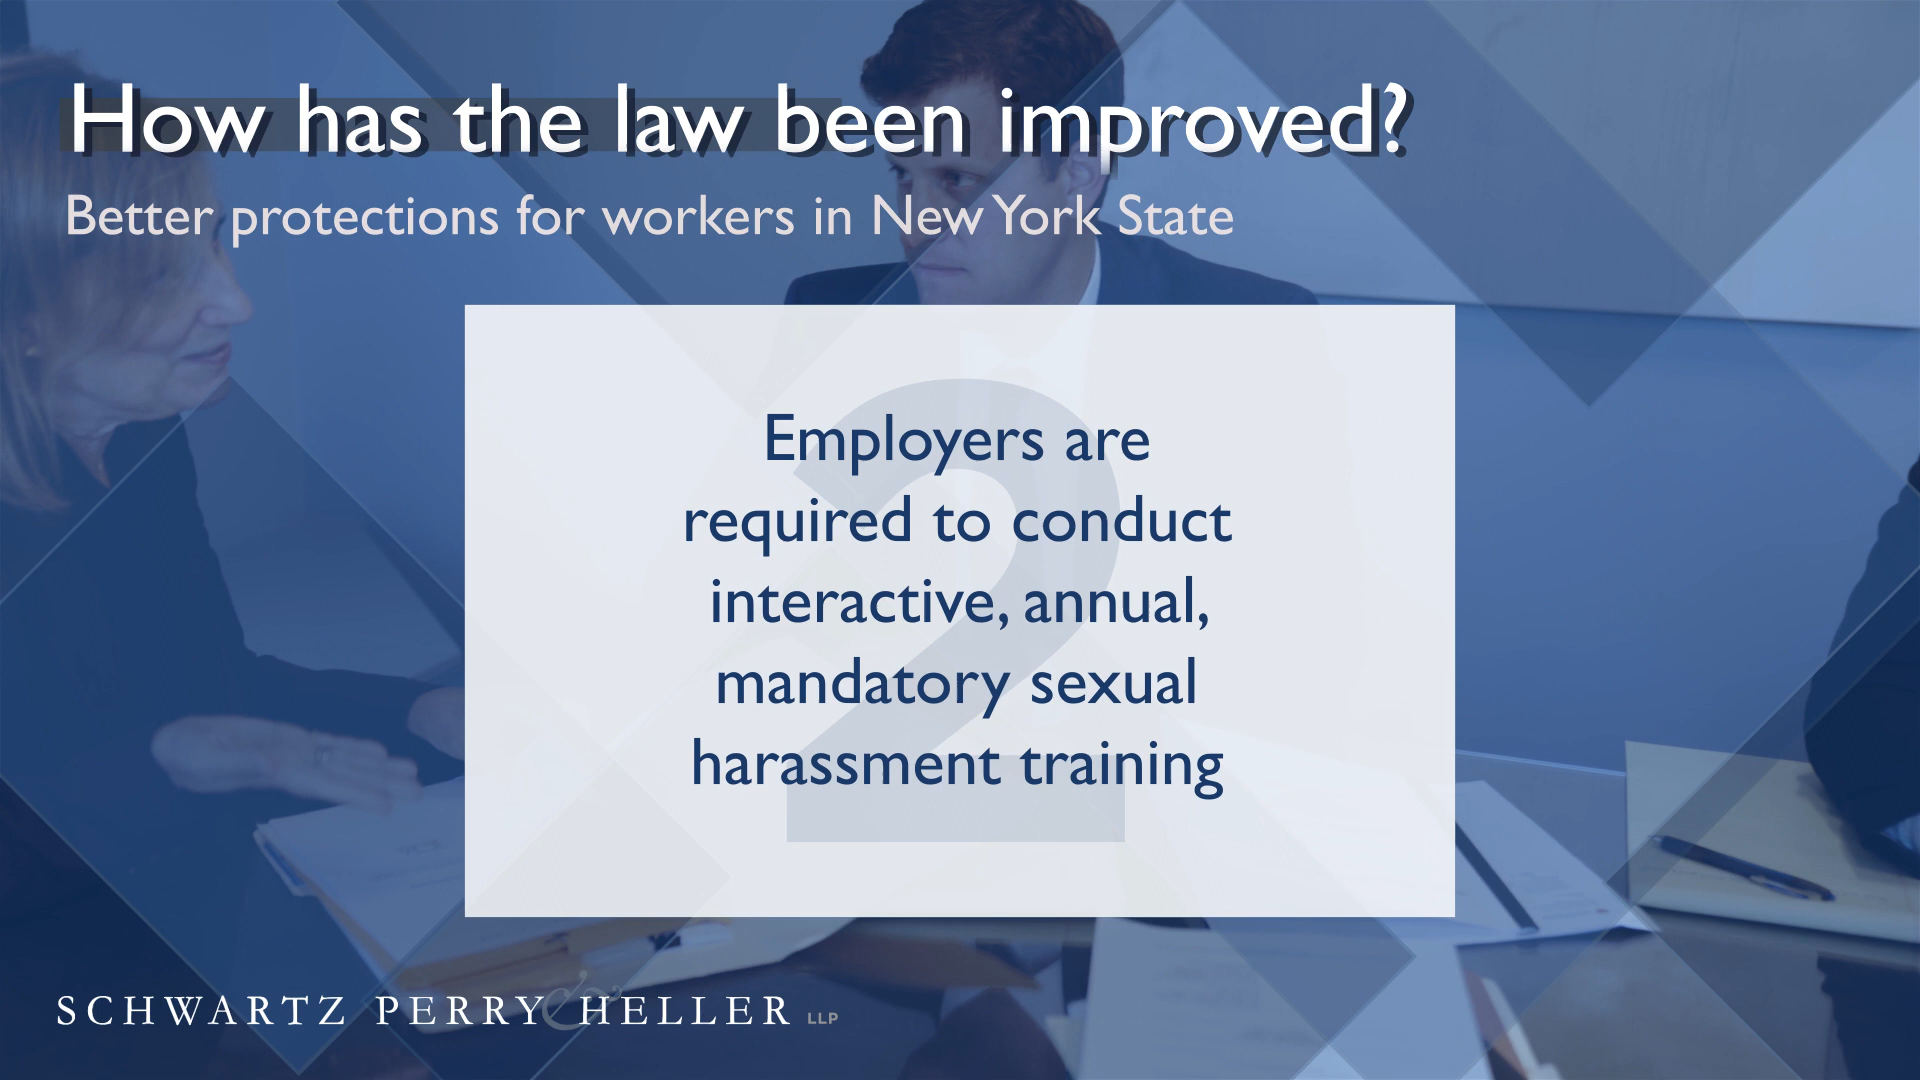 How has the law been improved?
Better protections for workers in New York State
2
Employers are
required to conduct
interactive, annual,
mandatory sexual
harassment training
SCHWARTZ PERRY & HELLER LLP